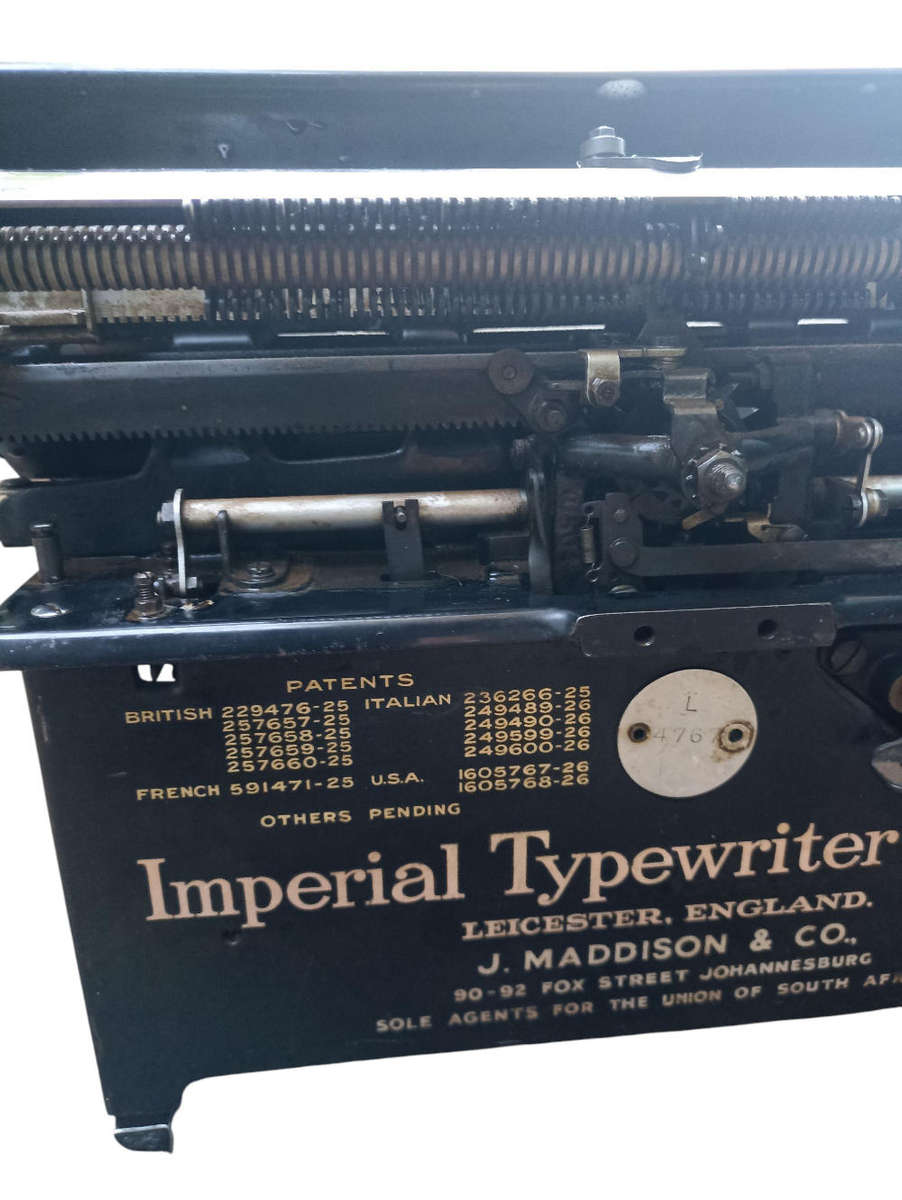 PATENTS
BRITISH 229476-25 ITALIAN 236266-25
257657-25 249489-26
257658-25 249490-26
257659-25 249599-26
257660-25 249600-26
FRENCH 591471-25 U.S.A. 1605767-26
1605768-26
OTHERS PENDING
L
4767
Imperial Typewriter
LEICESTER, ENGLAND.
J. MADDISON & CO.,
90-92 FOX STREET JOHANNESBURG
SOLE AGENTS FOR THE UNION OF SOUTH AFR